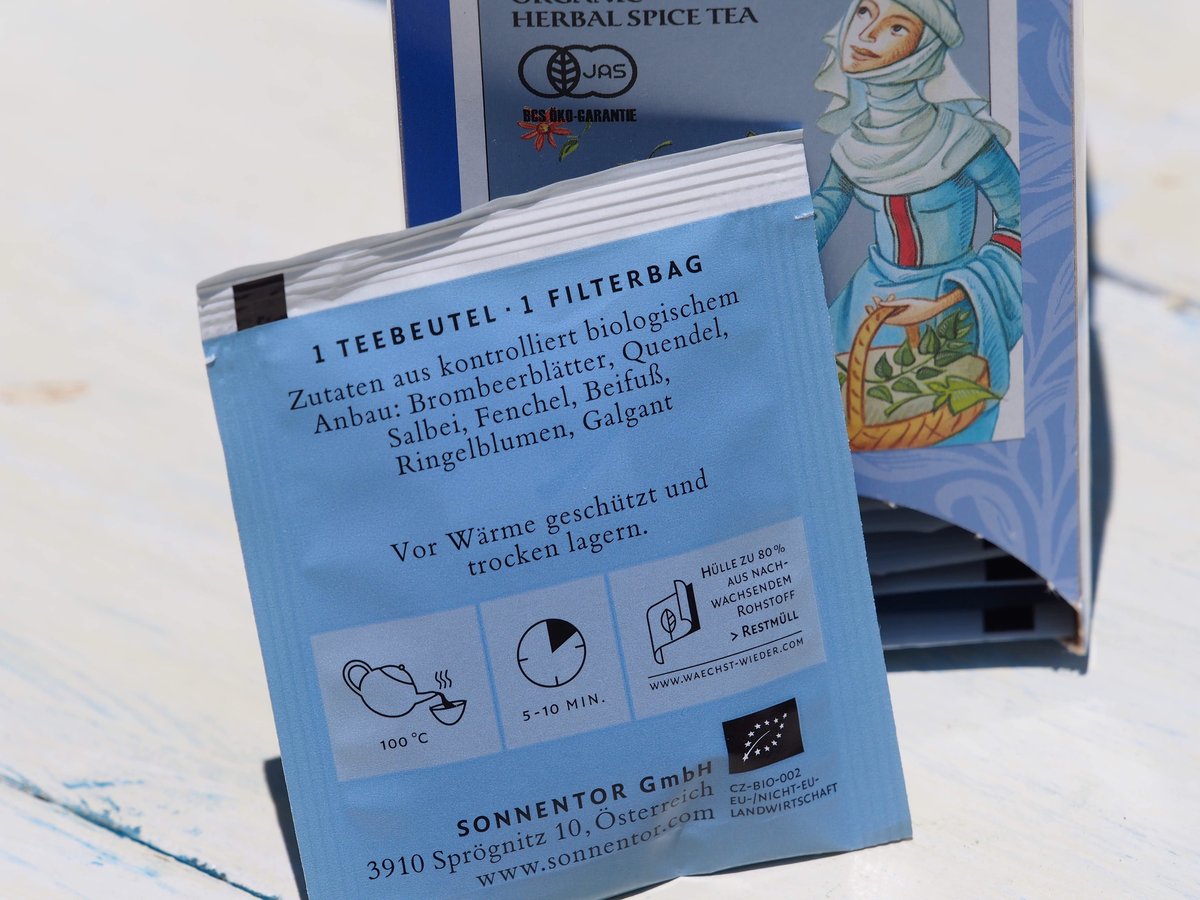 ORGANIC
HERBAL SPICE TEA
JAS
BCS ÖKO-GARANTIE
1 TEEBEUTEL · 1 FILTERBAG
Zutaten aus kontrolliert biologischem
Anbau: Brombeerblätter, Quendel,
Salbei, Fenchel, Beifuß,
Ringelblumen, Galgant
Vor Wärme geschützt und
trocken lagern.
100 °C
5-10 MIN.
HÜLLE ZU 80%
AUS NACH-
WACHSENDEM
ROHSTOFF
> RESTMÜLL
WWW.WAECHST-WIEDER.COM
SONNENTOR GmbH
3910 Sprögnitz 10, Österreich
www.sonnentor.com
CZ-BIO-002
EU-/NICHT-EU-
LANDWIRTSCHAFT